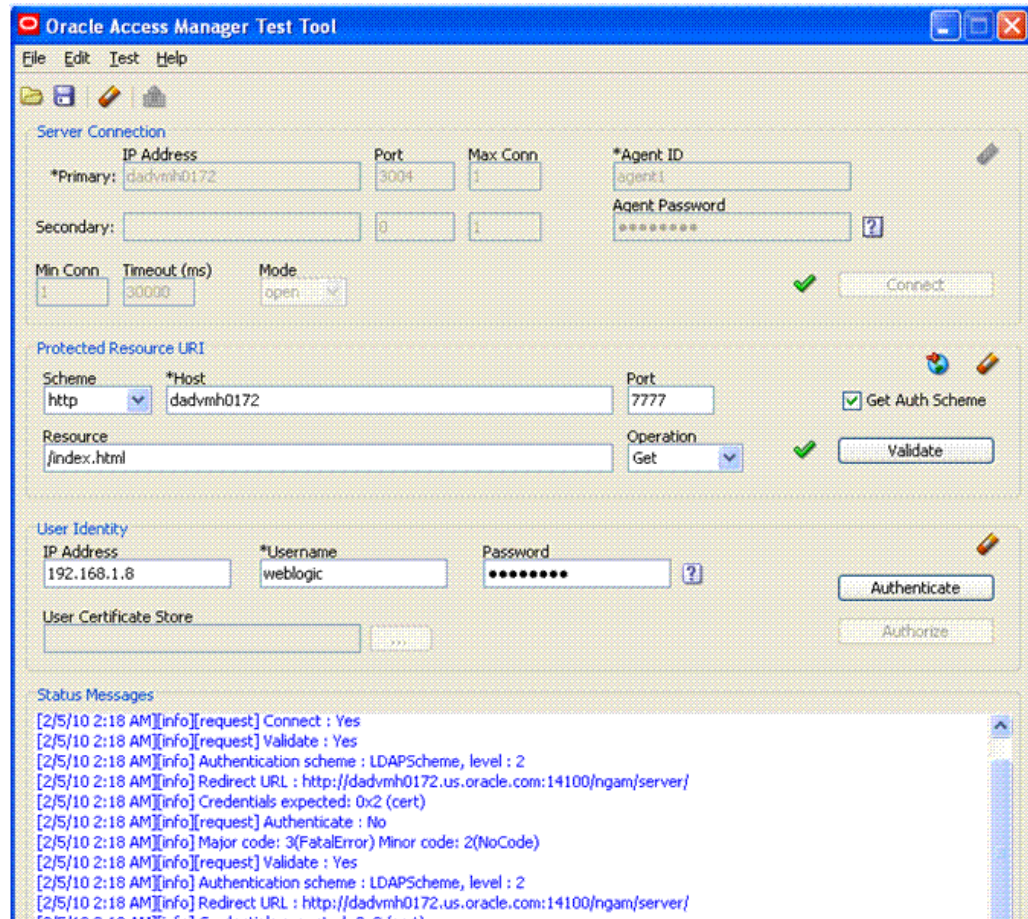 Oracle Access Manager Test Tool
File Edit Test Help
Server Connection
IP Address Port Max Conn *Agent ID
*Primary: dadvmh0172 3004 1 agent1
Agent Password
Secondary: 0 1 ●●●●●●●● ?
Min Conn Timeout (ms) Mode
1 30000 open Connect
Protected Resource URI
Scheme *Host Port
http dadvmh0172 7777 Get Auth Scheme
Resource Operation
/index.html Get Validate
User Identity
IP Address *Username Password
192.168.1.8 weblogic ●●●●●●●● ?
Authenticate
User Certificate Store
... Authorize
Status Messages
[2/5/10 2:18 AM][info][request] Connect : Yes
[2/5/10 2:18 AM][info][request] Validate : Yes
[2/5/10 2:18 AM][info] Authentication scheme : LDAPScheme, level : 2
[2/5/10 2:18 AM][info] Redirect URL : http://dadvmh0172.us.oracle.com:14100/ngam/server/
[2/5/10 2:18 AM][info] Credentials expected: 0x2 (cert)
[2/5/10 2:18 AM][info][request] Authenticate : No
[2/5/10 2:18 AM][info] Major code: 3(FatalError) Minor code: 2(NoCode)
[2/5/10 2:18 AM][info][request] Validate : Yes
[2/5/10 2:18 AM][info] Authentication scheme : LDAPScheme, level : 2
[2/5/10 2:18 AM][info] Redirect URL : http://dadvmh0172.us.oracle.com:14100/ngam/server/